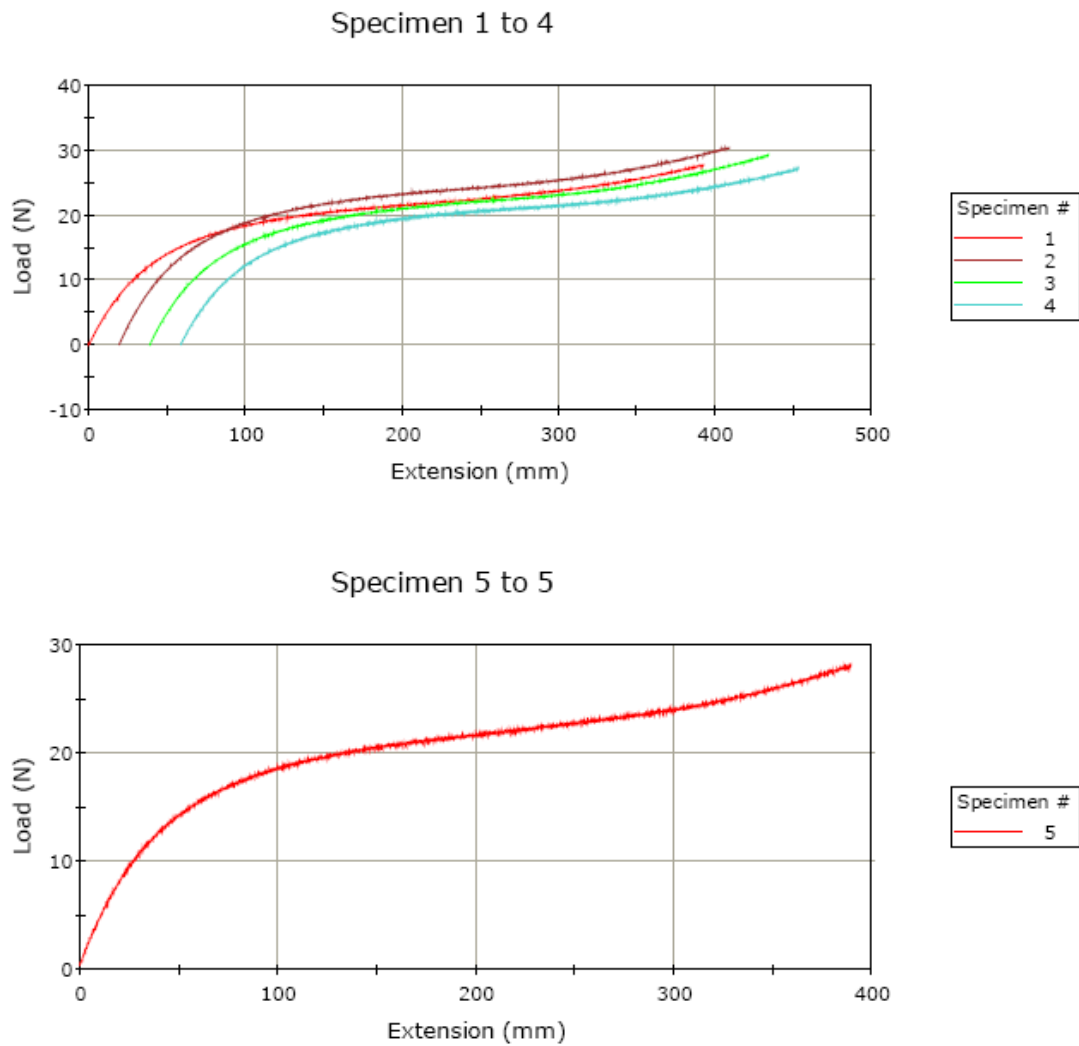 Specimen 1 to 4
40
30
20
10
0
-10
Load (N)
0 100 200 300 400 500
Extension (mm)
Specimen #
1
2
3
4
Specimen 5 to 5
30
20
10
0
Load (N)
0 100 200 300 400
Extension (mm)
Specimen #
5